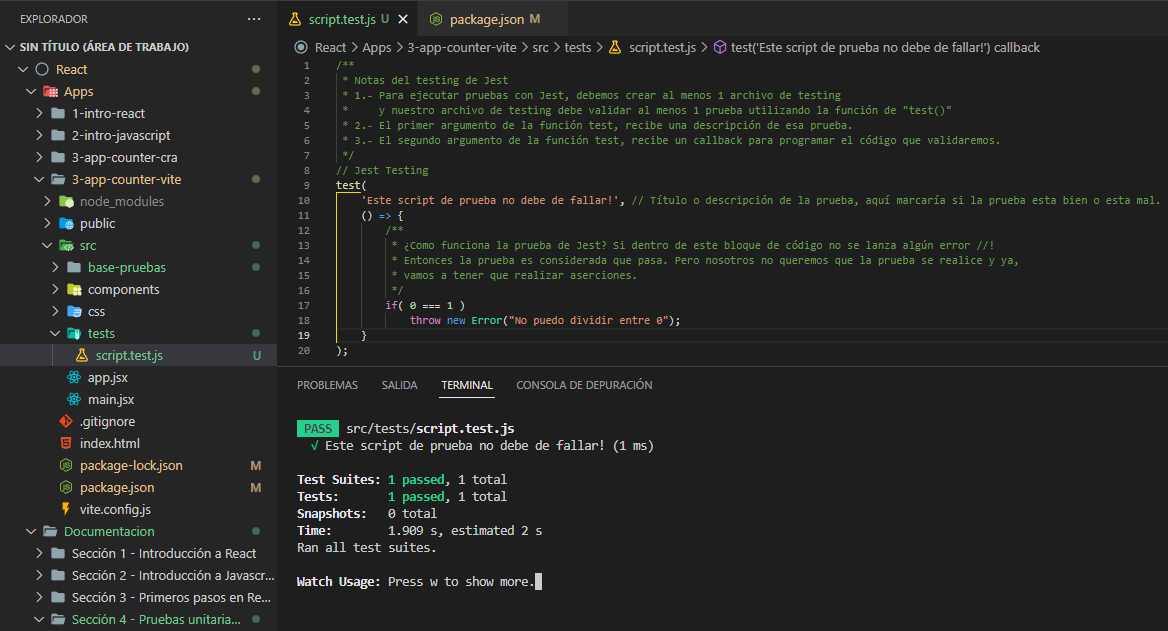 EXPLORADOR
SIN TÍTULO (ÁREA DE TRABAJO)
React
Apps
1-intro-react
2-intro-javascript
3-app-counter-cra
3-app-counter-vite
node_modules
public
src
base-pruebas
components
css
tests
script.test.js U
app.jsx
main.jsx
.gitignore
index.html
package-lock.json M
package.json M
vite.config.js
Documentacion
Sección 1 - Introducción a React
Sección 2 - Introducción a Javascr...
Sección 3 - Primeros pasos en Re...
Sección 4 - Pruebas unitaria...
script.test.js U
package.json M
React > Apps > 3-app-counter-vite > src > tests > script.test.js > test('Este script de prueba no debe de fallar!') callback
1 /**
2 * Notas del testing de Jest
3 * 1.- Para ejecutar pruebas con Jest, debemos crear al menos 1 archivo de testing
4 * y nuestro archivo de testing debe validar al menos 1 prueba utilizando la función de "test()"
5 * 2.- El primer argumento de la función test, recibe una descripción de esa prueba.
6 * 3.- El segundo argumento de la función test, recibe un callback para programar el código que validaremos.
7 */
8 // Jest Testing
9 test(
10 'Este script de prueba no debe de fallar!', // Título o descripción de la prueba, aquí marcaría si la prueba esta bien o esta mal.
11 () => {
12 /**
13 * ¿Como funciona la prueba de Jest? Si dentro de este bloque de código no se lanza algún error //!
14 * Entonces la prueba es considerada que pasa. Pero nosotros no queremos que la prueba se realice y ya,
15 * vamos a tener que realizar aserciones.
16 */
17 if( 0 === 1 )
18 throw new Error("No puedo dividir entre 0");
19 }
20 );
PROBLEMAS SALIDA TERMINAL CONSOLA DE DEPURACIÓN
PASS src/tests/script.test.js
√ Este script de prueba no debe de fallar! (1 ms)
Test Suites: 1 passed, 1 total
Tests: 1 passed, 1 total
Snapshots: 0 total
Time: 1.909 s, estimated 2 s
Ran all test suites.
Watch Usage: Press w to show more.